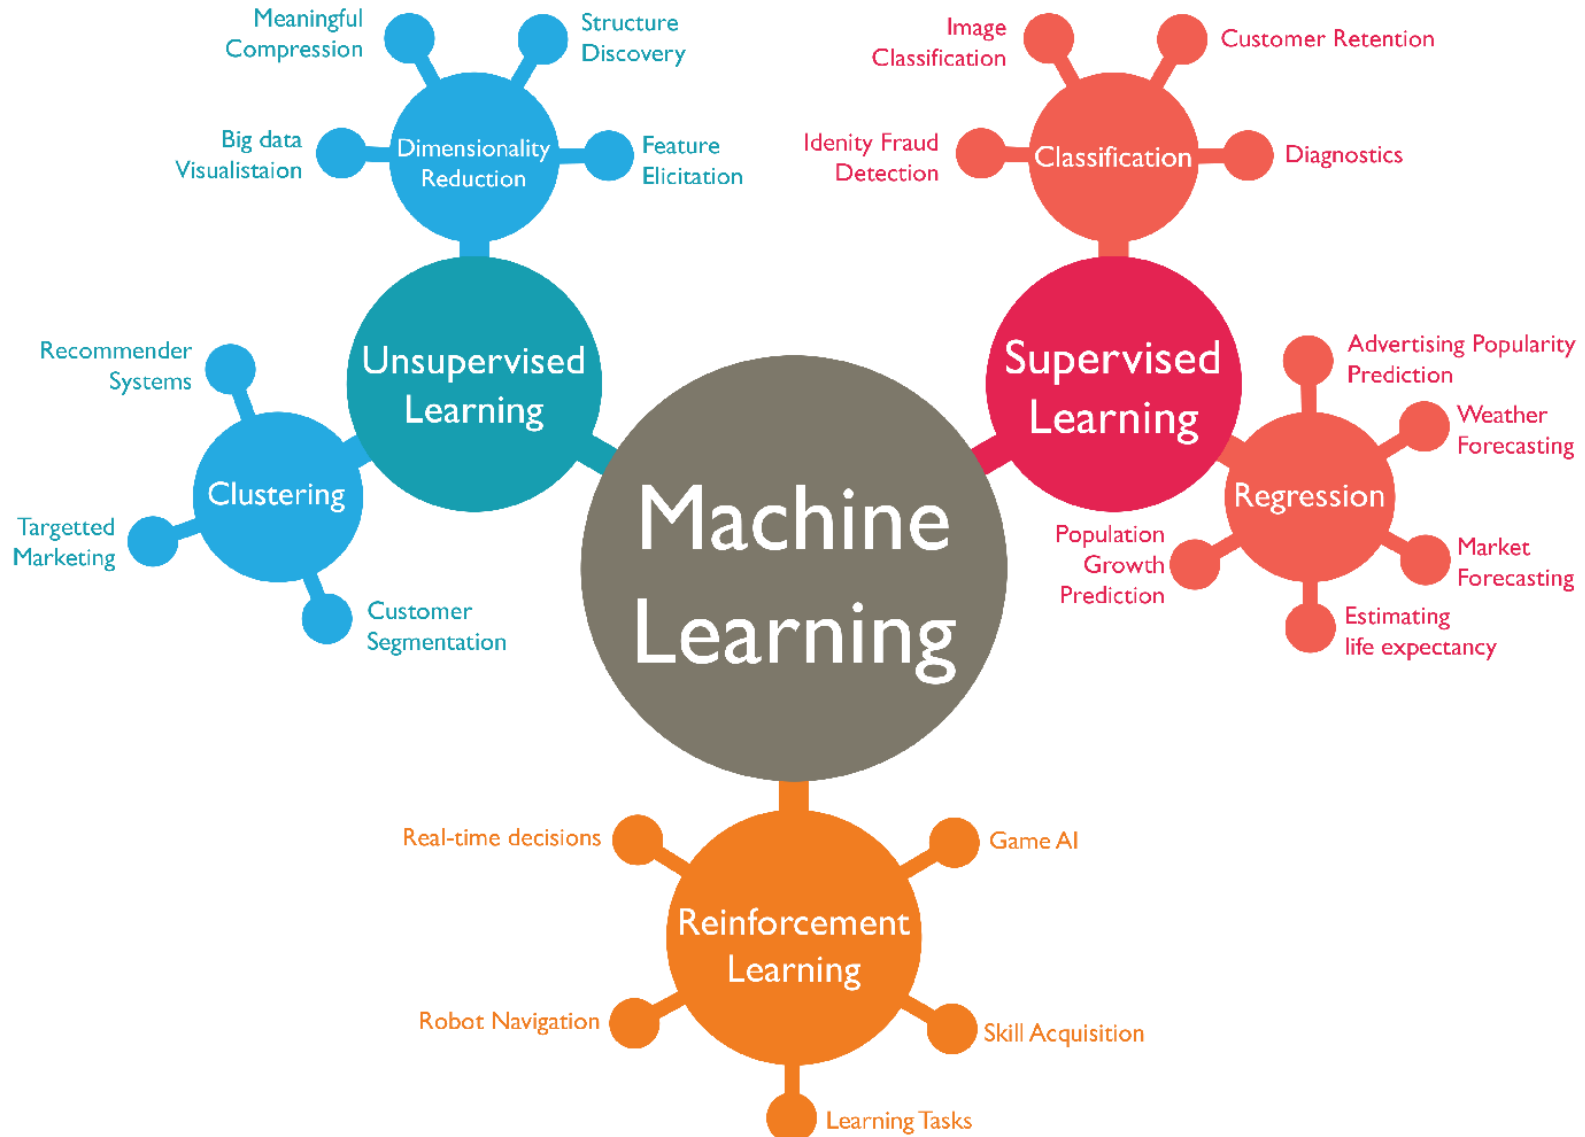 Meaningful
Compression
Structure
Discovery
Big data
Visualistaion
Dimensionality
Reduction
Feature
Elicitation
Image
Classification
Customer Retention
Idenity Fraud
Detection
Classification
Diagnostics
Unsupervised
Learning
Supervised
Learning
Recommender
Systems
Clustering
Targetted
Marketing
Customer
Segmentation
Advertising Popularity
Prediction
Weather
Forecasting
Regression
Population
Growth
Prediction
Market
Forecasting
Estimating
life expectancy
Machine
Learning
Real-time decisions
Game AI
Reinforcement
Learning
Robot Navigation
Skill Acquisition
Learning Tasks